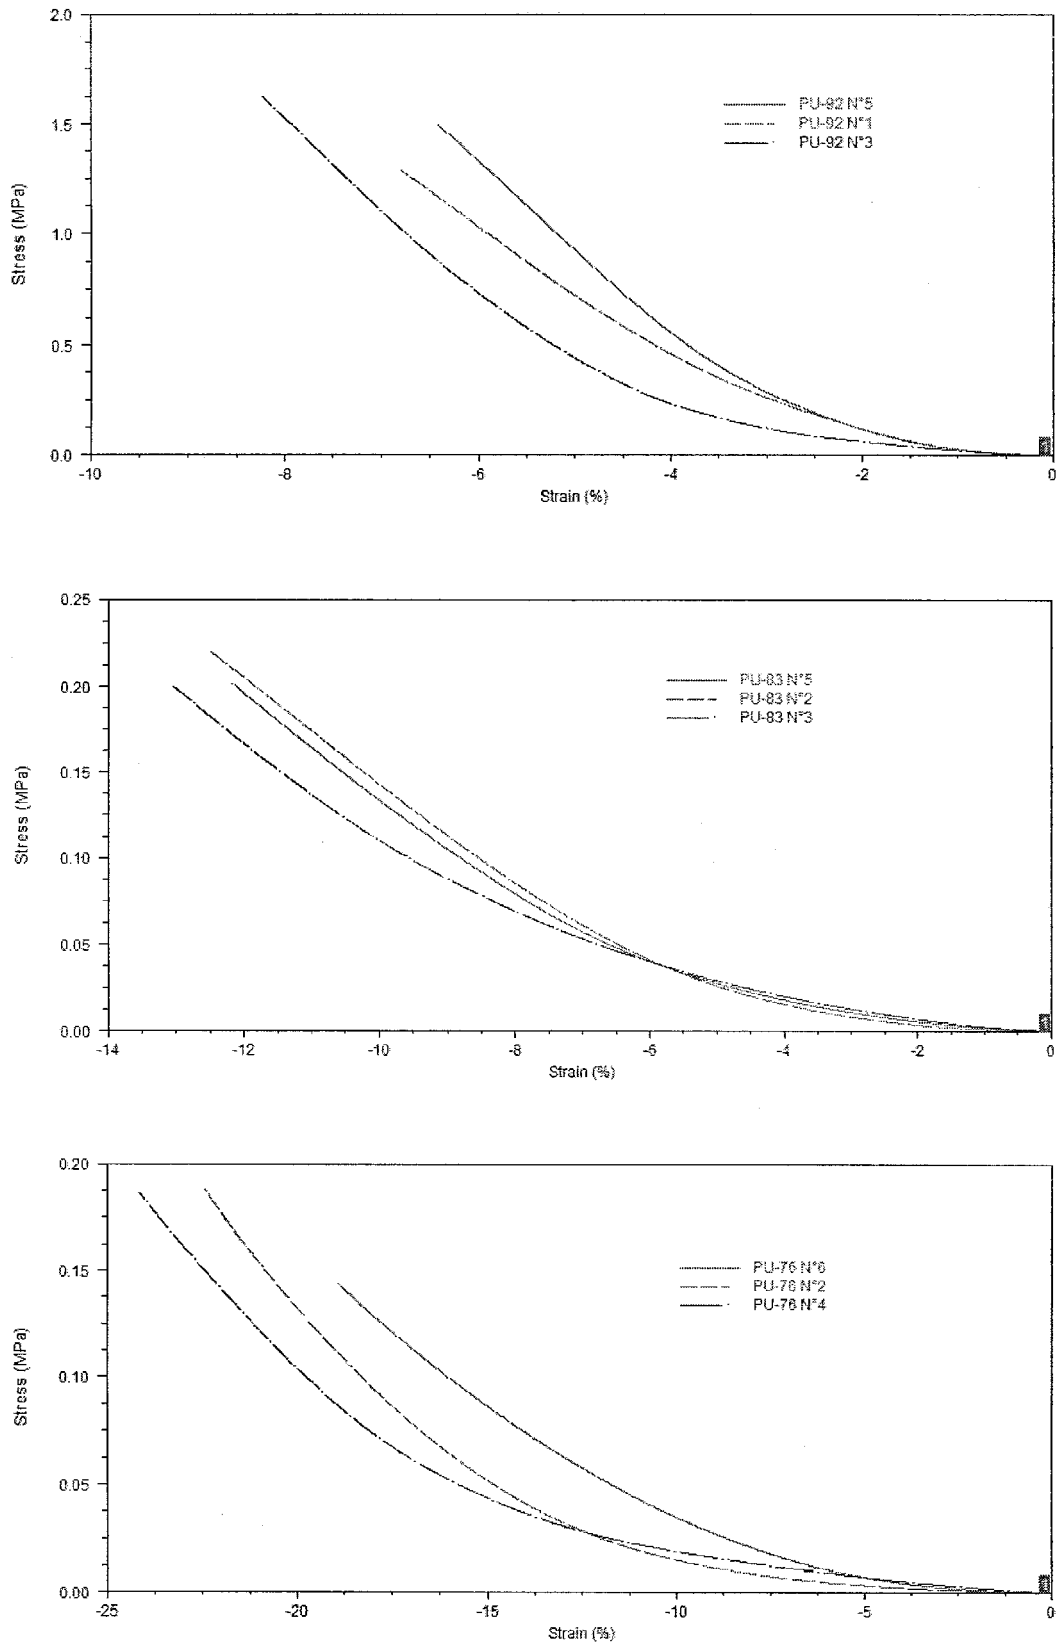 2.0
1.5
1.0
0.5
0.0
Stress (MPa)
PU-92 N°5
PU-92 N°1
PU-92 N°3
-10 -8 -6 -4 -2 0
Strain (%)
0.25
0.20
0.15
0.10
0.05
0.00
Stress (MPa)
PU-83 N°5
PU-83 N°2
PU-83 N°3
-14 -12 -10 -8 -6 -4 -2 0
Strain (%)
0.20
0.15
0.10
0.05
0.00
Stress (MPa)
PU-76 N°6
PU-76 N°2
PU-76 N°4
-25 -20 -15 -10 -5 0
Strain (%)